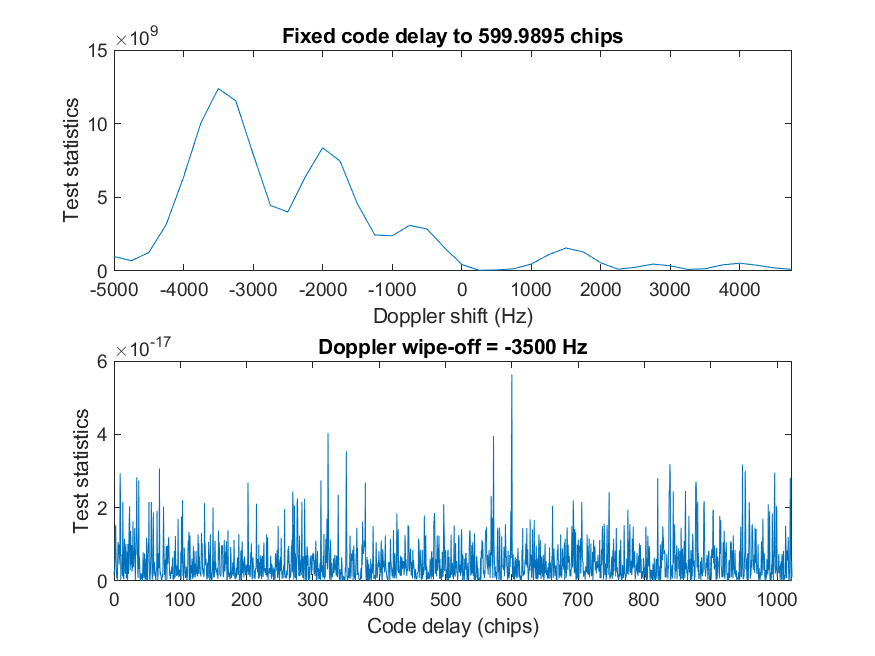 ×10^9
Fixed code delay to 599.9895 chips
15
10
5
0
Test statistics
-5000 -4000 -3000 -2000 -1000 0 1000 2000 3000 4000
Doppler shift (Hz)
×10^-17
Doppler wipe-off = -3500 Hz
6
4
2
0
Test statistics
0 100 200 300 400 500 600 700 800 900 1000
Code delay (chips)